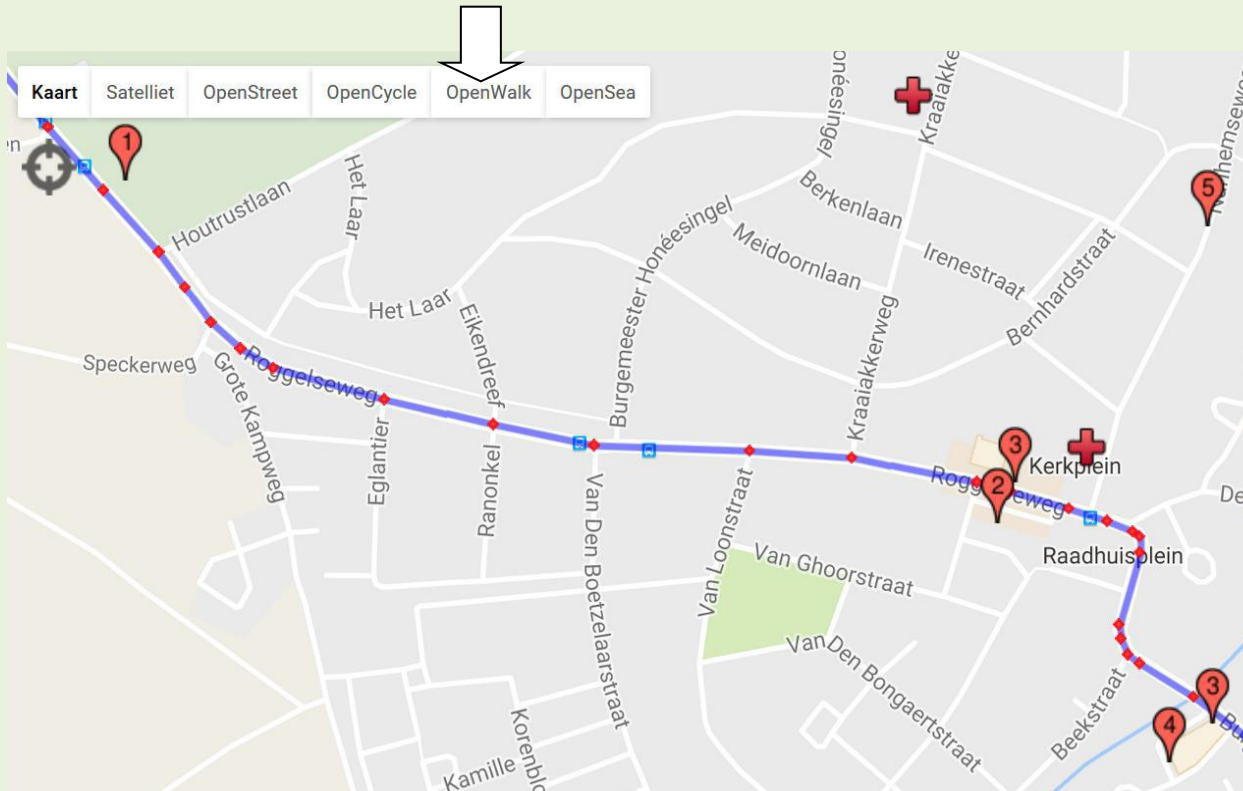 Kaart Satelliet OpenStreet OpenCycle OpenWalk OpenSea
Kraaiakke
1
5
Het Laar
Houtrustlaan
Berkenlaan
Meidoornlaan
Irenestraat
Bernhardstraat
Burgemeester Honéesingel
Het Laar
Eikendreef
Kraaiakkerweg
Speckerweg
Roggelseweg
Grote Kampweg
Eglantier
Ranonkel
Van Den Boetzelaarstraat
Van Loonstraat
3
Kerkplein
2
De
Raadhuisplein
Van Ghoorstraat
Van Den Bongaertstraat
Beekstraat
3
4
Korenblo
Kamille